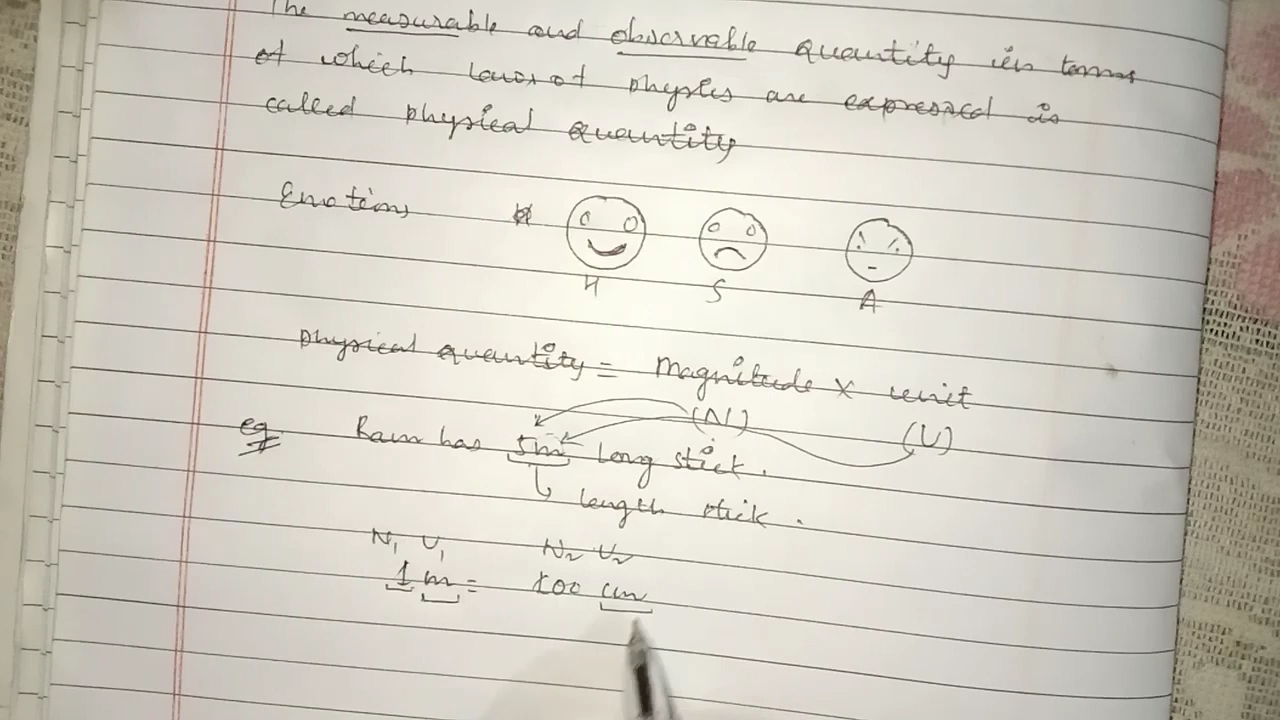 The measurable and observable quantity in terms
of which laws of physics are expressed is
called physical quantity
Emotions
H S A
physical quantity = Magnitude X unit
(N) (U)
eg. Ram has 5m long stick.
length stick.
N₁ U₁ N₂ U₂
1 m = 100 cm